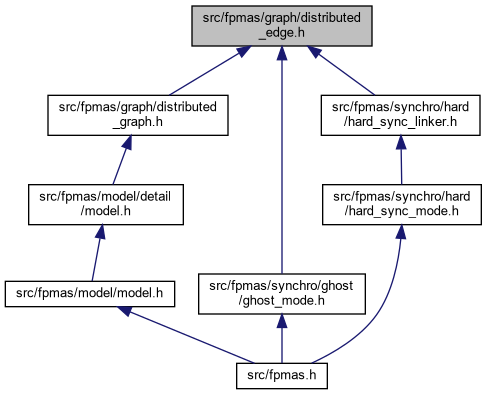 src/fpmas/graph/distributed
_edge.h
src/fpmas/graph/distributed
_graph.h
src/fpmas/synchro/hard
/hard_sync_linker.h
src/fpmas/model/detail
/model.h
src/fpmas/synchro/hard
/hard_sync_mode.h
src/fpmas/model/model.h
src/fpmas/synchro/ghost
/ghost_mode.h
src/fpmas.h